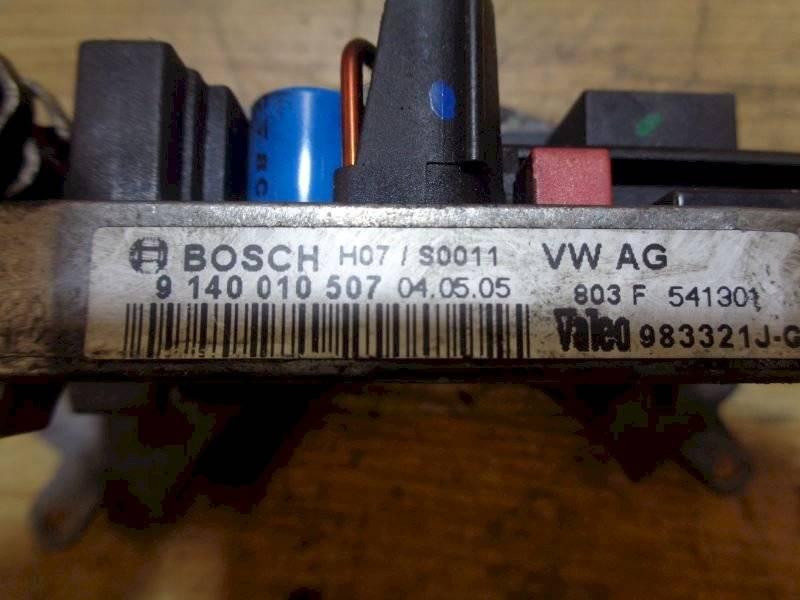 BOSCH H07 / S0011 VW AG
9 140 010 507 04.05.05 803 F 541301
Valeo 983321J-G